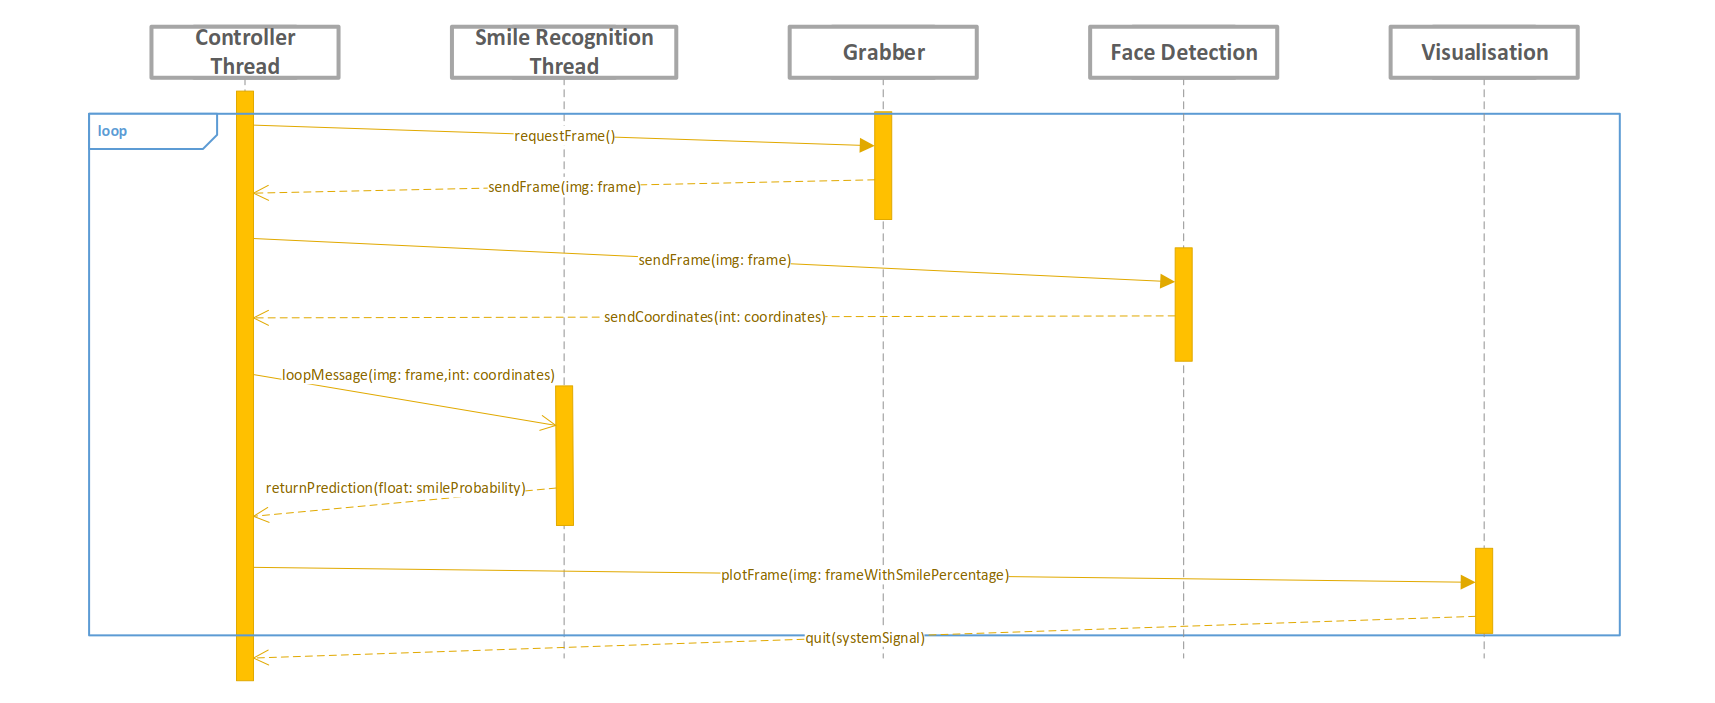 Controller
Thread
Smile Recognition
Thread
Grabber
Face Detection
Visualisation
loop
requestFrame()
sendFrame(img: frame)
sendFrame(img: frame)
sendCoordinates(int: coordinates)
loopMessage(img: frame,int: coordinates)
returnPrediction(float: smileProbability)
plotFrame(img: frameWithSmilePercentage)
quit(systemSignal)